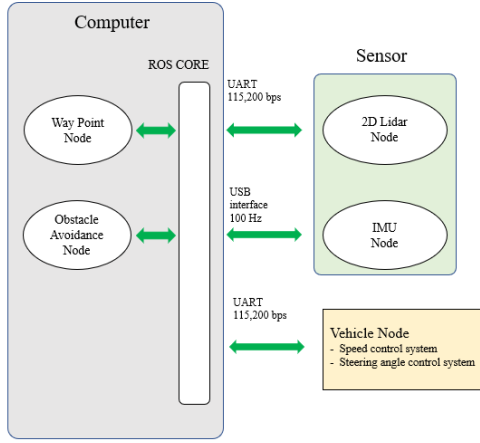 Computer
ROS CORE
Way Point
Node
Obstacle
Avoidance
Node
UART
115,200 bps
USB
interface
100 Hz
UART
115,200 bps
Sensor
2D Lidar
Node
IMU
Node
Vehicle Node
- Speed control system
- Steering angle control system